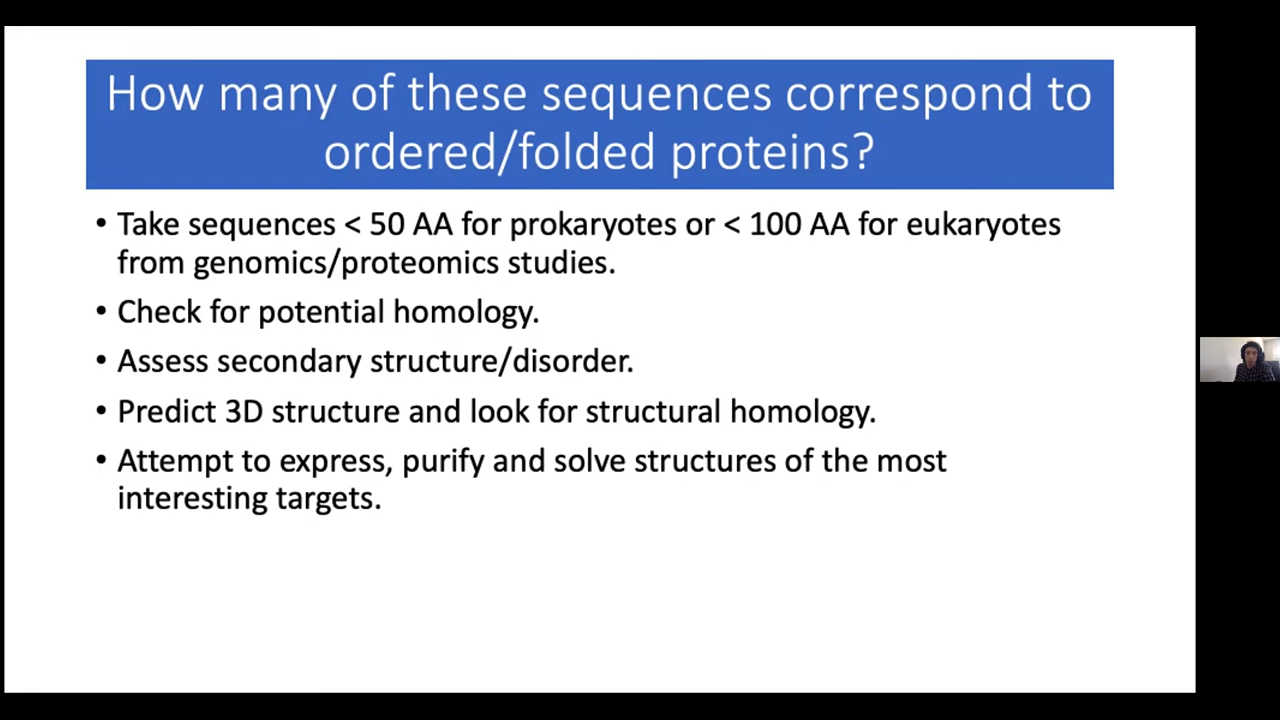 How many of these sequences correspond to
ordered/folded proteins?
• Take sequences < 50 AA for prokaryotes or < 100 AA for eukaryotes
from genomics/proteomics studies.
• Check for potential homology.
• Assess secondary structure/disorder.
• Predict 3D structure and look for structural homology.
• Attempt to express, purify and solve structures of the most
interesting targets.